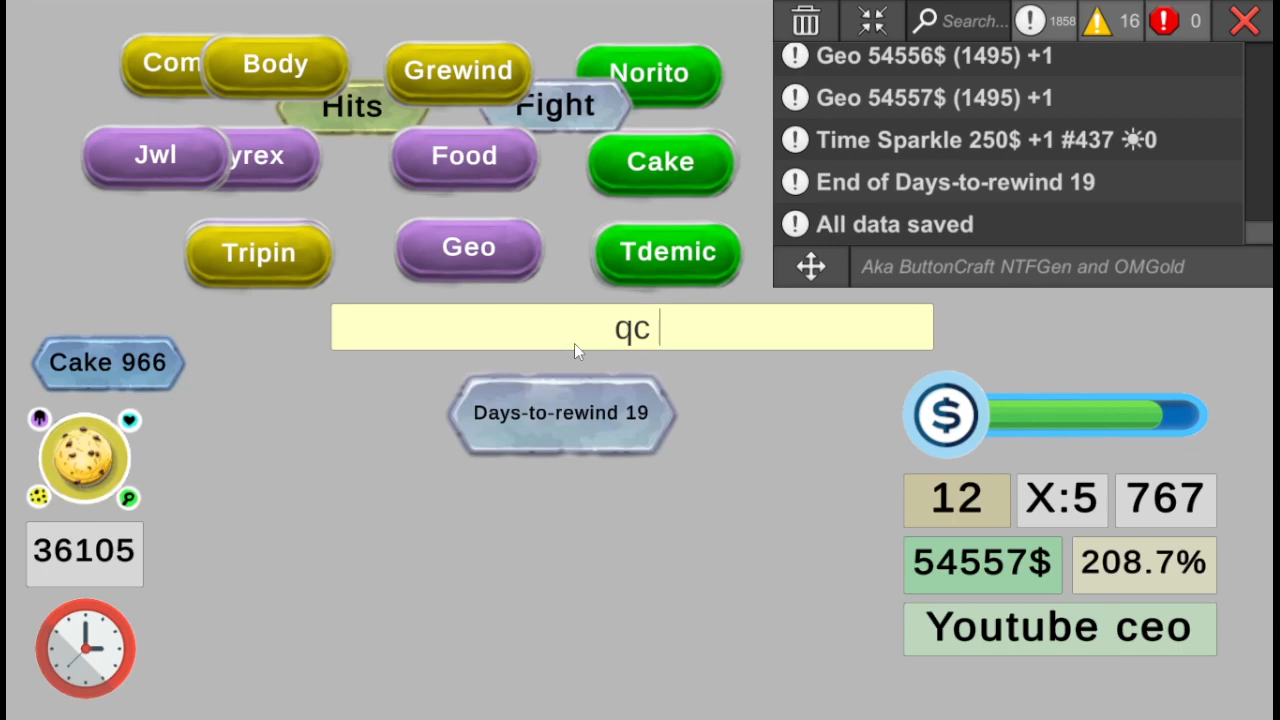 Com
Body
Grewind
Norito
Hits
Fight
Jwl
yrex
Food
Cake
Tripin
Geo
Tdemic
Search...
1858
16
0
Geo 54556$ (1495) +1
Geo 54557$ (1495) +1
Time Sparkle 250$ +1 #437 ☀0
End of Days-to-rewind 19
All data saved
Aka ButtonCraft NTFGen and OMGold
qc
Cake 966
Days-to-rewind 19
$
36105
12
X:5
767
54557$
208.7%
Youtube ceo